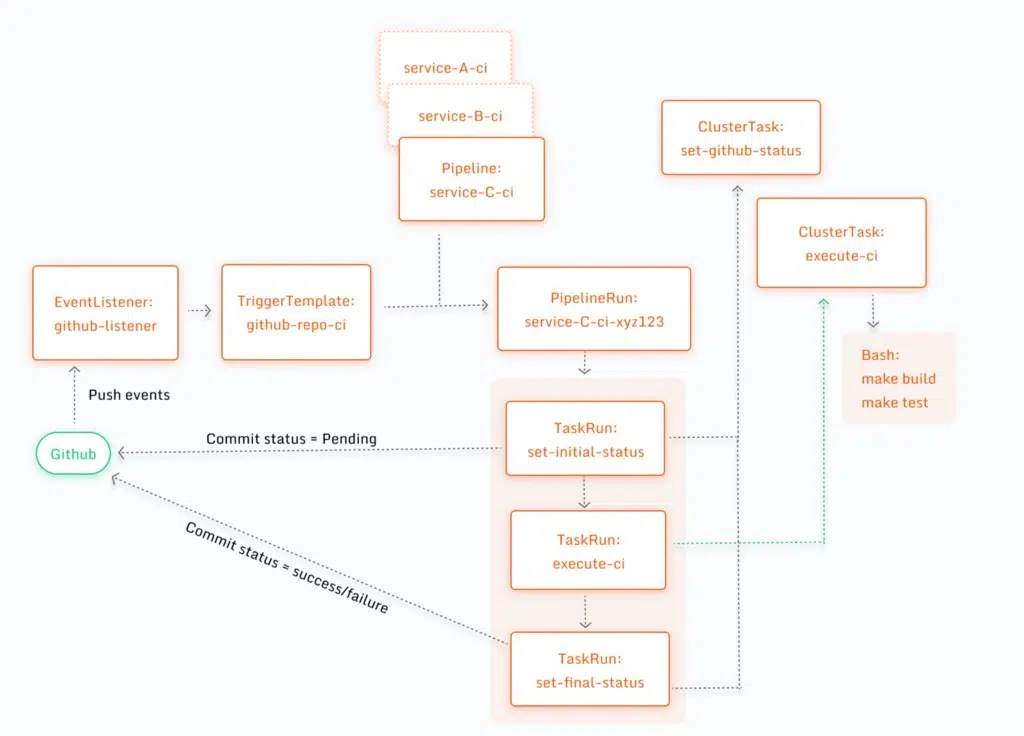 service-A-ci
service-B-ci
Pipeline:
service-C-ci
ClusterTask:
set-github-status
ClusterTask:
execute-ci
EventListener:
github-listener
TriggerTemplate:
github-repo-ci
PipelineRun:
service-C-ci-xyz123
Bash:
make build
make test
Push events
Github
Commit status = Pending
TaskRun:
set-initial-status
Commit status = success/failure
TaskRun:
execute-ci
TaskRun:
set-final-status